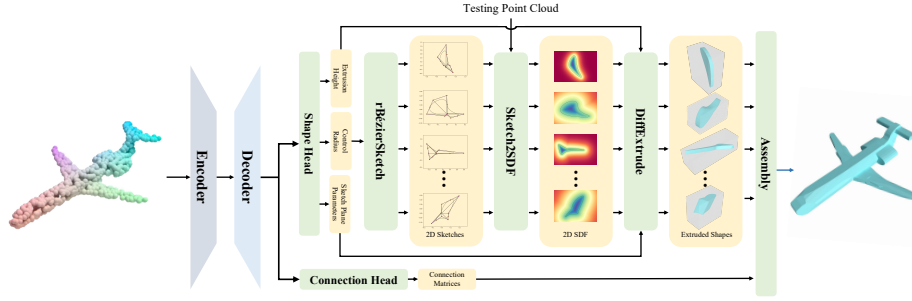 Testing Point Cloud
Encoder
Decoder
Shape Head
Extrusion
Height
Control
Radius
Sketch Plane
Parameters
rBézierSketch
2D Sketches
Sketch2SDF
2D SDF
DiffExtrude
Extruded Shapes
Assembly
Connection Head
Connection
Matrices